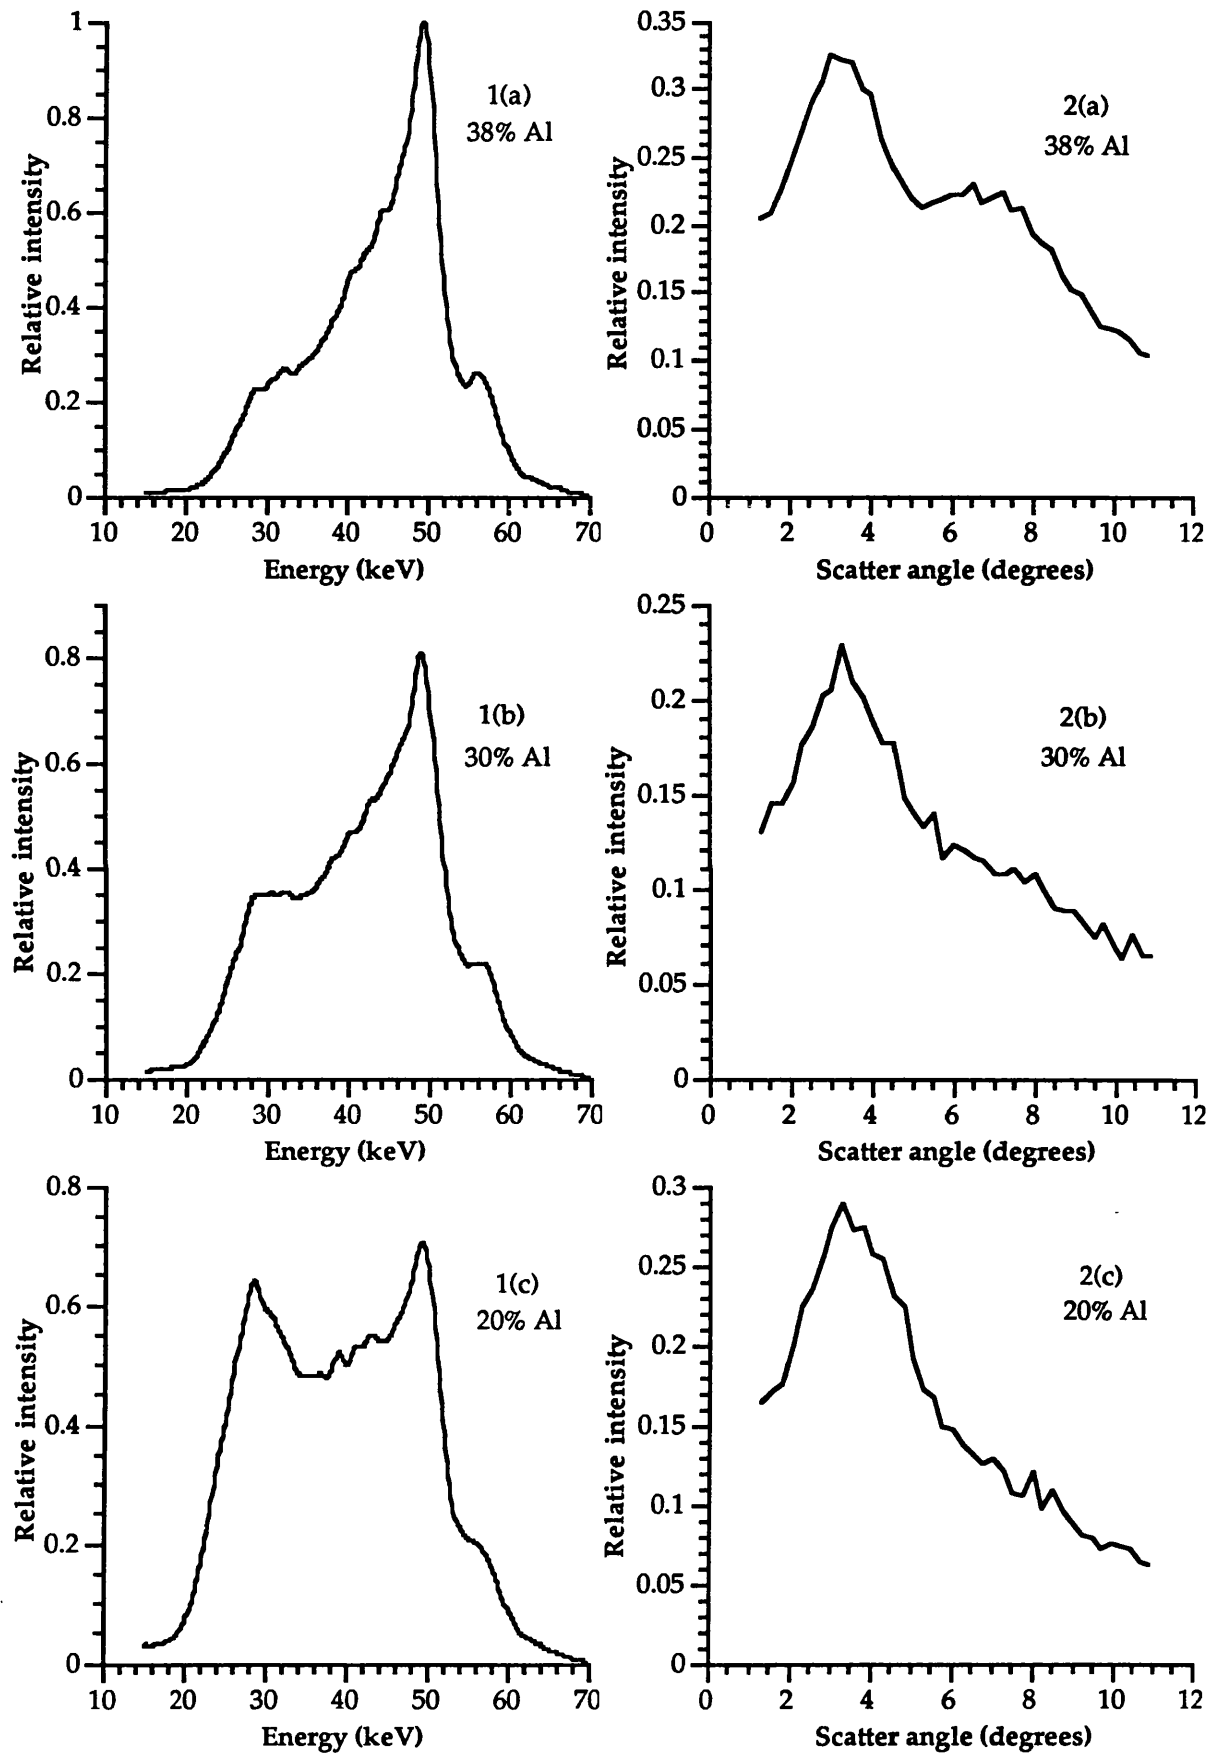 1
0.8
0.6
0.4
0.2
0
Relative intensity
1(a)
38% Al
10 20 30 40 50 60 70
Energy (keV)
0.35
0.3
0.25
0.2
0.15
0.1
0.05
0
Relative intensity
2(a)
38% Al
0 2 4 6 8 10 12
Scatter angle (degrees)
0.8
0.6
0.4
0.2
0
Relative intensity
1(b)
30% Al
10 20 30 40 50 60 70
Energy (keV)
0.25
0.2
0.15
0.1
0.05
0
Relative intensity
2(b)
30% Al
0 2 4 6 8 10 12
Scatter angle (degrees)
0.8
0.6
0.4
0.2
0
Relative intensity
1(c)
20% Al
10 20 30 40 50 60 70
Energy (keV)
0.3
0.25
0.2
0.15
0.1
0.05
0
Relative intensity
2(c)
20% Al
0 2 4 6 8 10 12
Scatter angle (degrees)